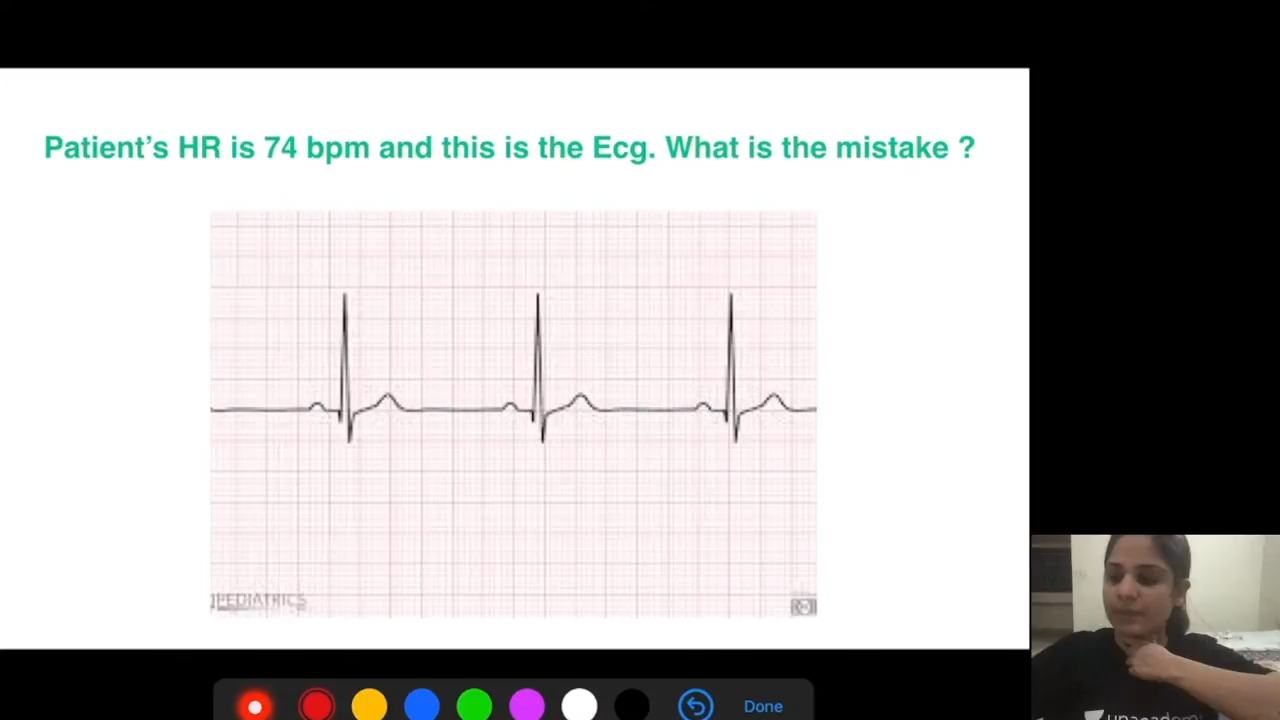 Patient's HR is 74 bpm and this is the Ecg. What is the mistake ?
PEDIATRICS
Done